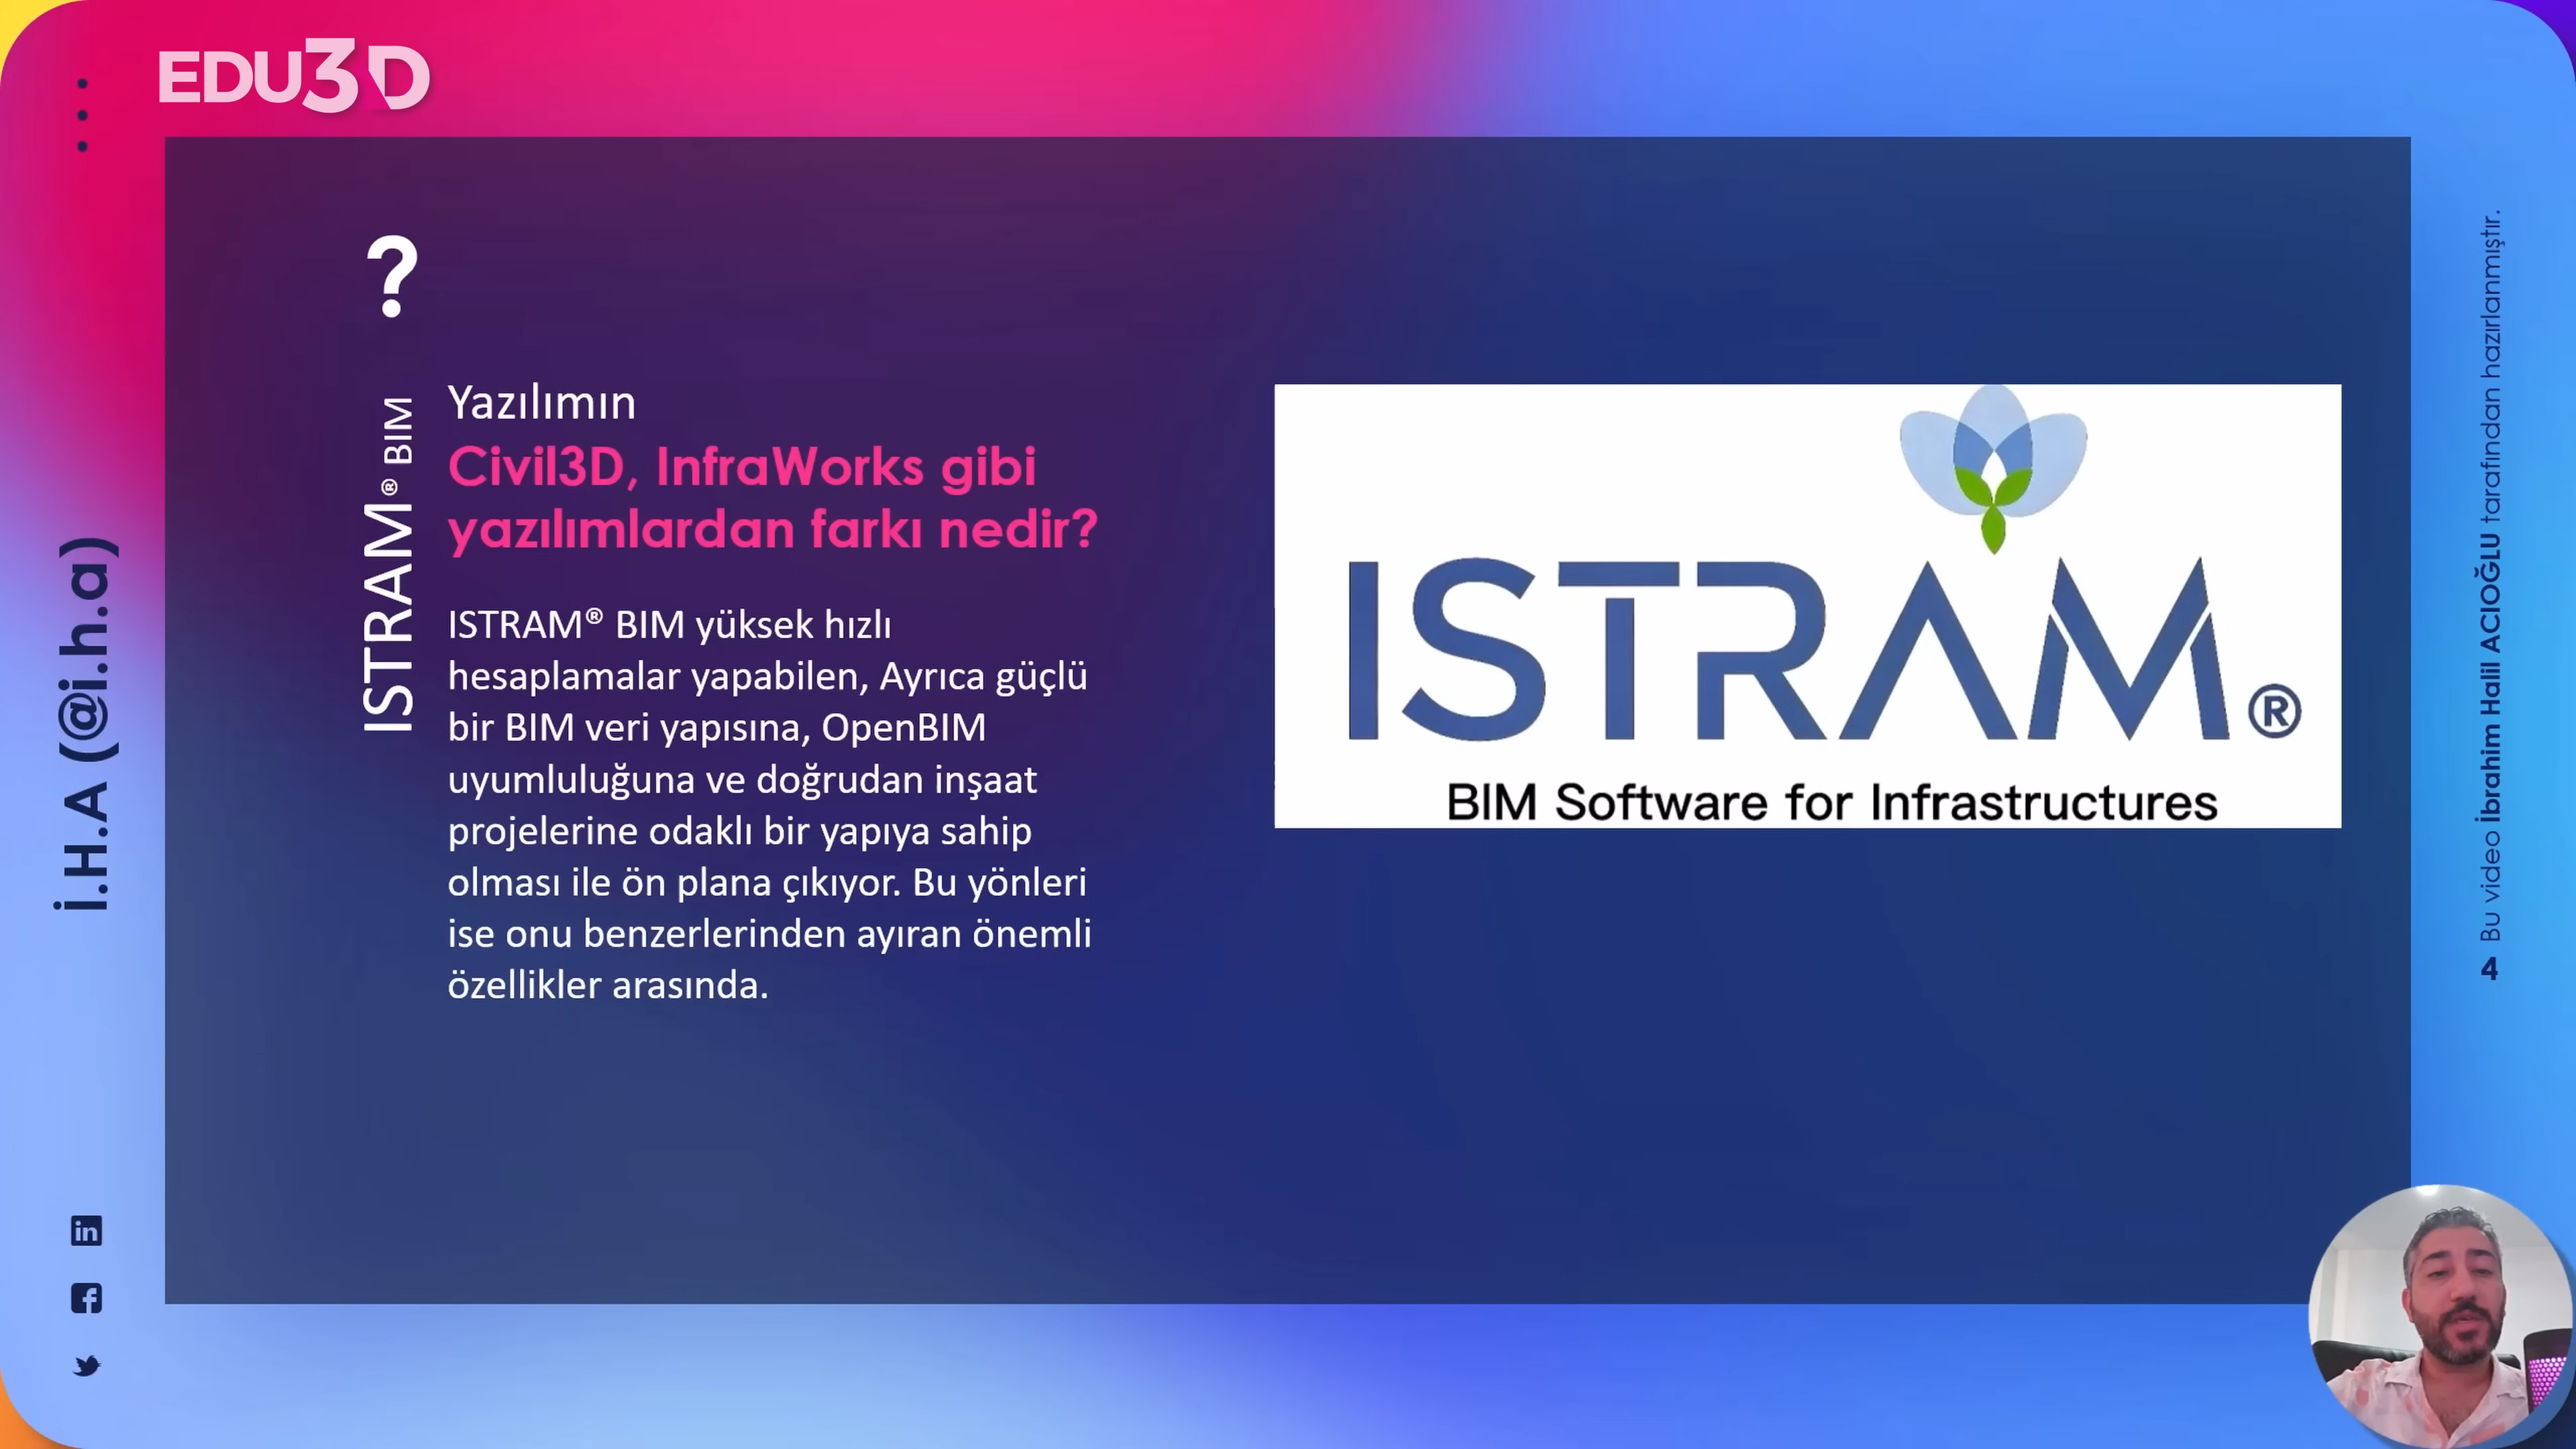 EDU3D
?
ISTRAM® BIM
Yazılımın
Civil3D, InfraWorks gibi
yazılımlardan farkı nedir?
ISTRAM® BIM yüksek hızlı
hesaplamalar yapabilen, Ayrıca güçlü
bir BIM veri yapısına, OpenBIM
uyumluluğuna ve doğrudan inşaat
projelerine odaklı bir yapıya sahip
olması ile ön plana çıkıyor. Bu yönleri
ise onu benzerlerinden ayıran önemli
özellikler arasında.
ISTRAM®
BIM Software for Infrastructures
İ.H.A (@i.h.a)
4 Bu video İbrahim Halil ACIOĞLU tarafından hazırlanmıştır.
in
f